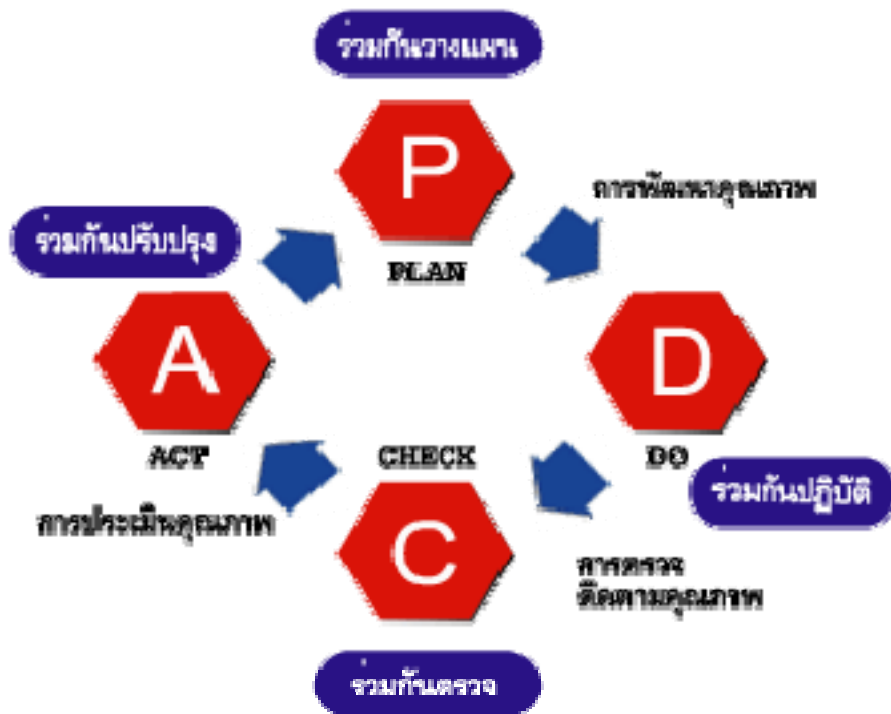 ร่วมกันวางแผน
P
PLAN
การพัฒนาคุณภาพ
ร่วมกันปรับปรุง
A
ACT
D
DO
CHECK
C
ร่วมกันปฏิบัติ
การประเมินคุณภาพ
การตรวจ
ติดตามคุณภาพ
ร่วมกันตรวจ